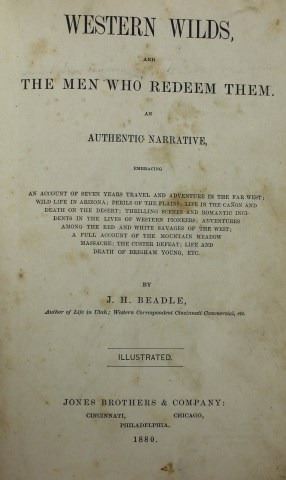 WESTERN WILDS,
AND
THE MEN WHO REDEEM THEM.
AN
AUTHENTIC NARRATIVE,
EMBRACING
AN ACCOUNT OF SEVEN YEARS TRAVEL AND ADVENTURE IN THE FAR WEST;
WILD LIFE IN ARIZONA; PERILS OF THE PLAINS; LIFE IN THE CAÑON AND
DEATH ON THE DESERT; THRILLING SCENES AND ROMANTIC INCI-
DENTS IN THE LIVES OF WESTERN PIONEERS; ADVENTURES
AMONG THE RED AND WHITE SAVAGES OF THE WEST;
A FULL ACCOUNT OF THE MOUNTAIN MEADOW
MASSACRE; THE CUSTER DEFEAT; LIFE AND
DEATH OF BRIGHAM YOUNG, ETC.
BY
J. H. BEADLE,
Author of Life in Utah; Western Correspondent Cincinnati Commercial, etc.
ILLUSTRATED.
JONES BROTHERS & COMPANY:
CINCINNATI, CHICAGO,
PHILADELPHIA.
1880.